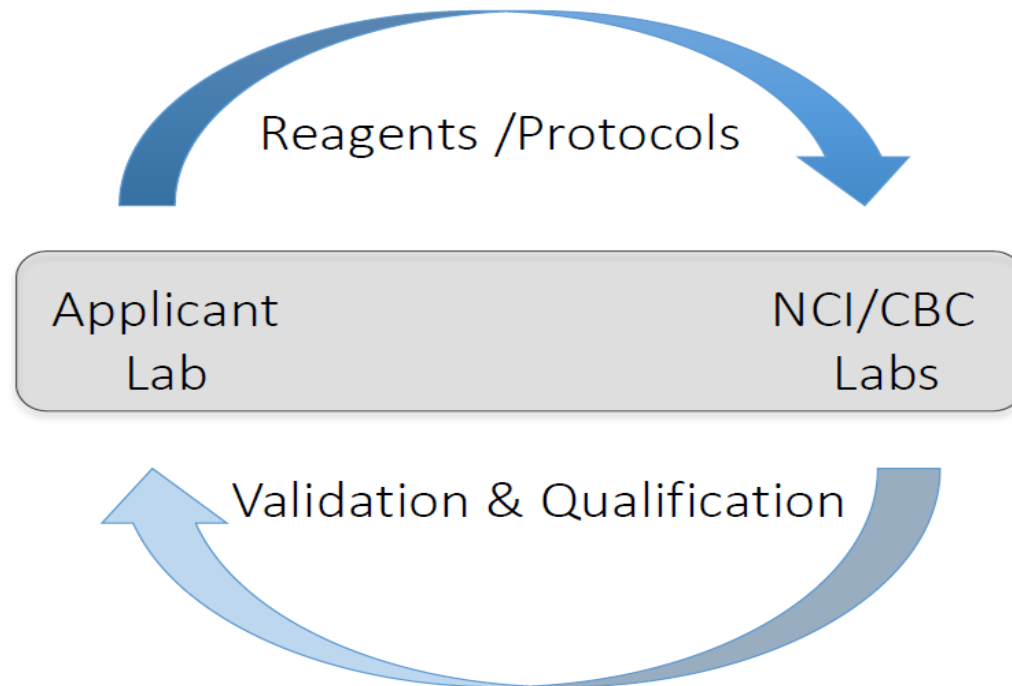 Reagents /Protocols
Applicant
Lab
NCI/CBC
Labs
Validation & Qualification